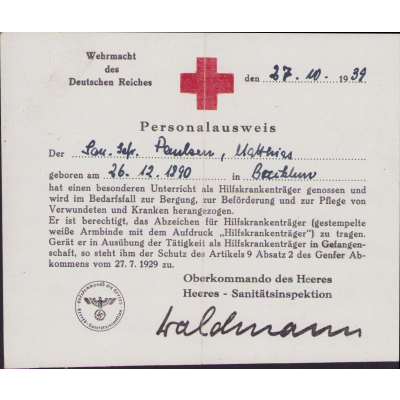 Wehrmacht
des
Deutschen Reiches
den 27. 10. 1939
Personalausweis
Der San. Gefr. Paulsen, Matthias
geboren am 26. 12. 1890 in
hat einen besonderen Unterricht als Hilfskrankenträger genossen und
wird im Bedarfsfall zur Bergung, zur Beförderung und zur Pflege von
Verwundeten und Kranken herangezogen.
Er ist berechtigt, das Abzeichen für Hilfskrankenträger (gestempelte
weiße Armbinde mit dem Aufdruck „Hilfskrankenträger") zu tragen.
Gerät er in Ausübung der Tätigkeit als Hilfskrankenträger in Gefangen-
schaft, so steht ihm der Schutz des Artikels 9 Absatz 2 des Genfer Ab-
kommens vom 27. 7. 1929 zu.
Oberkommando des Heeres
Heeres - Sanitätsinspektion
Waldmann
Oberkommando des Heeres
Heeres-Sanitätsinspektion